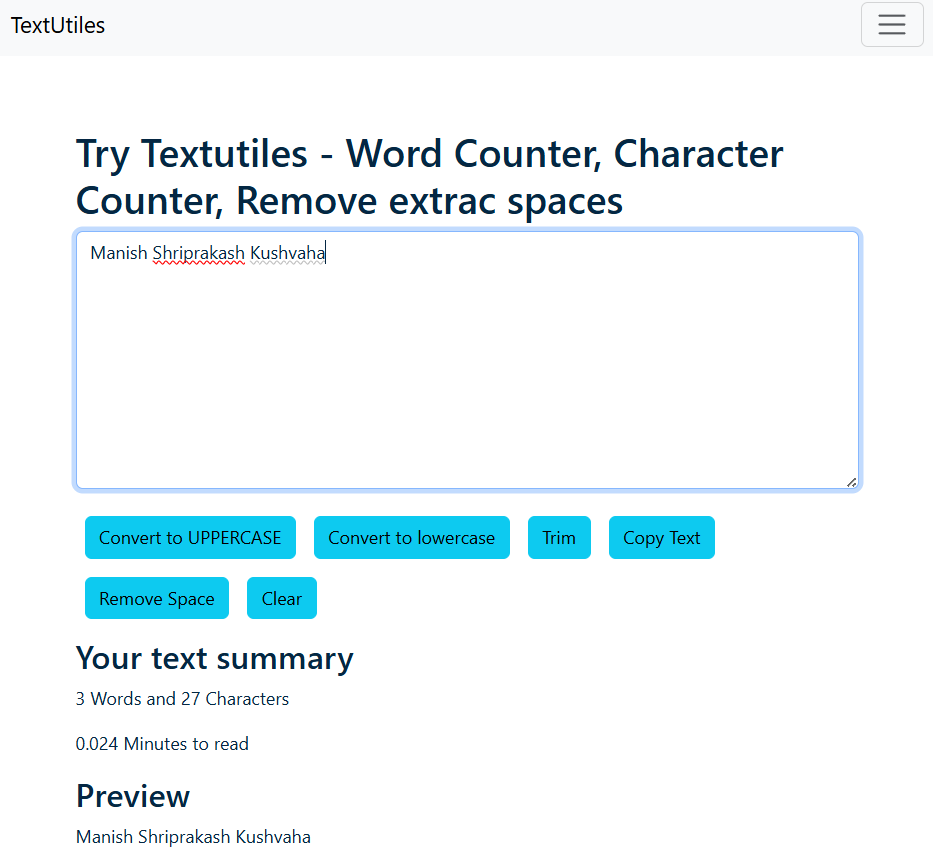 TextUtiles
Try Textutiles - Word Counter, Character
Counter, Remove extrac spaces
Manish Shriprakash Kushvaha
Convert to UPPERCASE
Convert to lowercase
Trim
Copy Text
Remove Space
Clear
Your text summary
3 Words and 27 Characters
0.024 Minutes to read
Preview
Manish Shriprakash Kushvaha